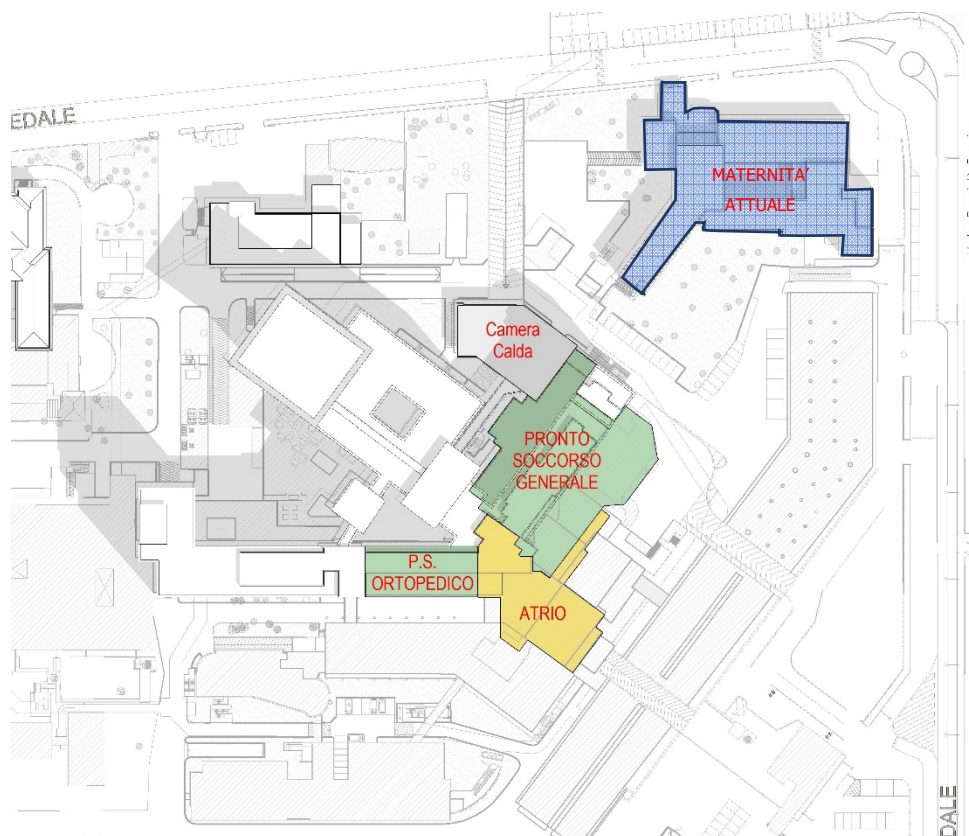 EDALE
MATERNITA'
ATTUALE
Camera
Calda
PRONTO
SOCCORSO
GENERALE
P.S.
ORTOPEDICO
ATRIO
DALE